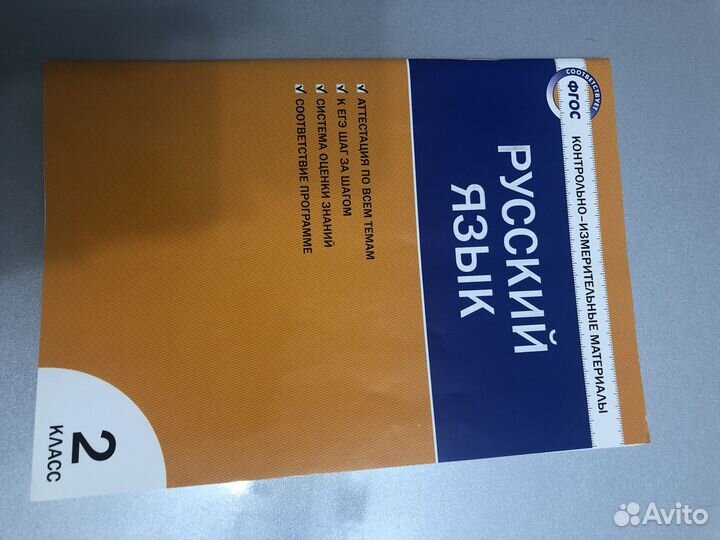 СООТВЕТСТВУЕТ
ФГОС
КОНТРОЛЬНО-ИЗМЕРИТЕЛЬНЫЕ МАТЕРИАЛЫ
РУССКИЙ
ЯЗЫК
АТТЕСТАЦИЯ ПО ВСЕМ ТЕМАМ
К ЕГЭ ШАГ ЗА ШАГОМ
СИСТЕМА ОЦЕНКИ ЗНАНИЙ
СООТВЕТСТВИЕ ПРОГРАММЕ
2
КЛАСС
Avito